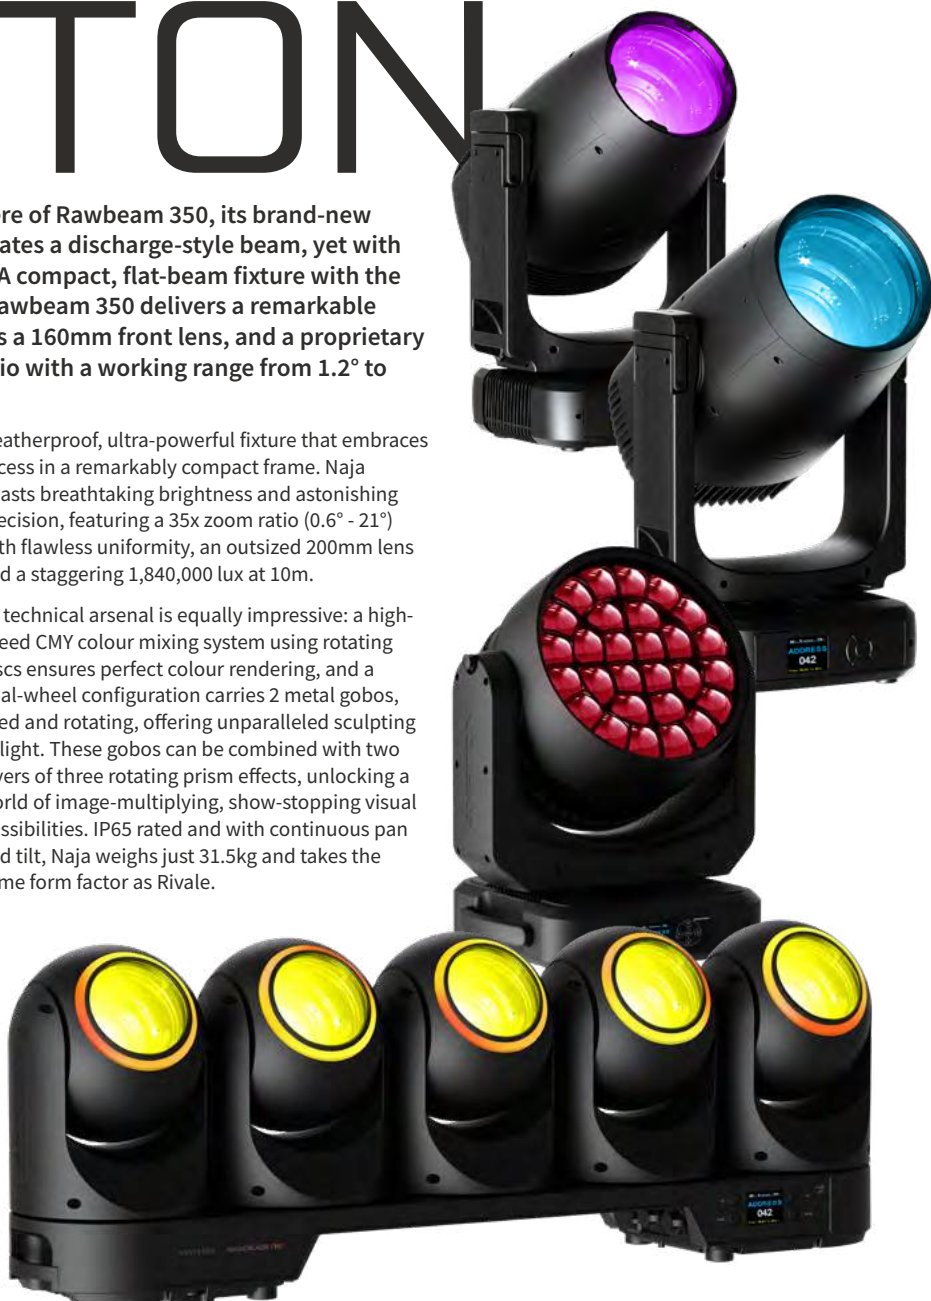 TON
re of Rawbeam 350, its brand-new
ates a discharge-style beam, yet with
A compact, flat-beam fixture with the
awbeam 350 delivers a remarkable
s a 160mm front lens, and a proprietary
io with a working range from 1.2° to
eatherproof, ultra-powerful fixture that embraces
cess in a remarkably compact frame. Naja
asts breathtaking brightness and astonishing
ecision, featuring a 35x zoom ratio (0.6° - 21°)
th flawless uniformity, an outsized 200mm lens
d a staggering 1,840,000 lux at 10m.
technical arsenal is equally impressive: a high-
eed CMY colour mixing system using rotating
scs ensures perfect colour rendering, and a
al-wheel configuration carries 2 metal gobos,
ed and rotating, offering unparalleled sculpting
light. These gobos can be combined with two
yers of three rotating prism effects, unlocking a
orld of image-multiplying, show-stopping visual
ssibilities. IP65 rated and with continuous pan
d tilt, Naja weighs just 31.5kg and takes the
me form factor as Rivale.
ADDRESS
042
ADDRESS
042